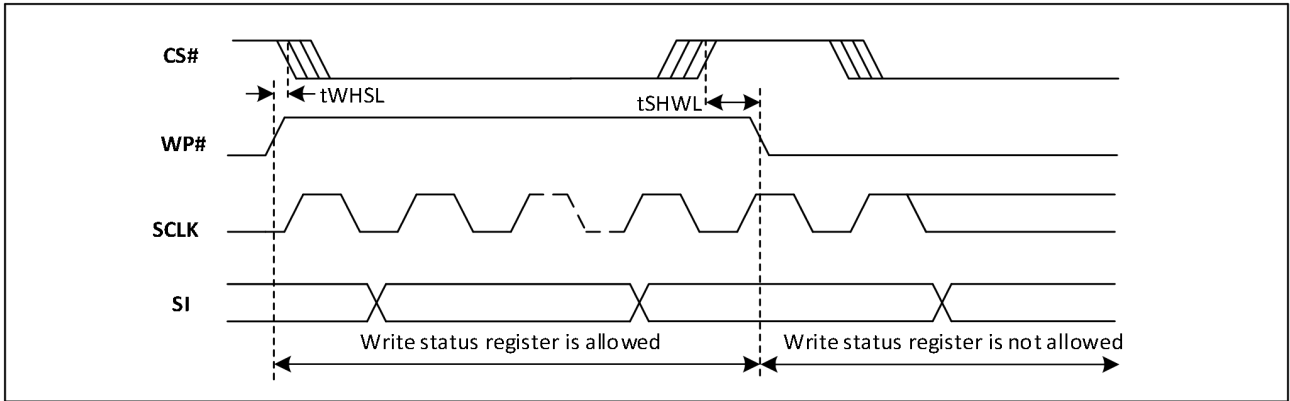 CS#
tWHSL
tSHWL
WP#
SCLK
SI
Write status register is allowed
Write status register is not allowed